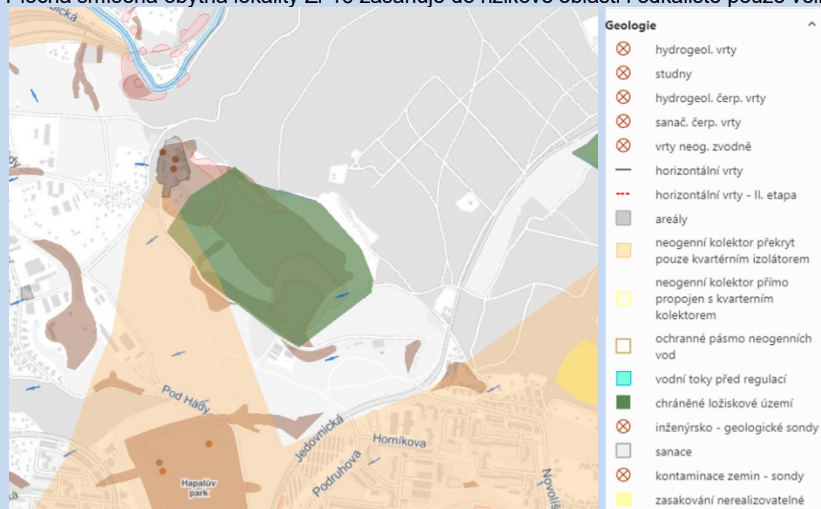 Geologie
hydrogeol. vrty
studny
hydrogeol. čerp. vrty
sanač. čerp. vrty
vrty neog. zvodně
horizontální vrty
horizontální vrty - II. etapa
areály
neogenní kolektor překryt
pouze kvartérním izolátorem
neogenní kolektor přímo
propojen s kvarterním
kolektorem
ochranné pásmo neogenních
vod
vodní toky před regulací
chráněné ložiskové území
inženýrsko - geologické sondy
sanace
kontaminace zemin - sondy
zasakování nerealizovatelné
Pod Hády
Jedovnická
Horníkova
Podruhova
Hapalův
park
Novolíš